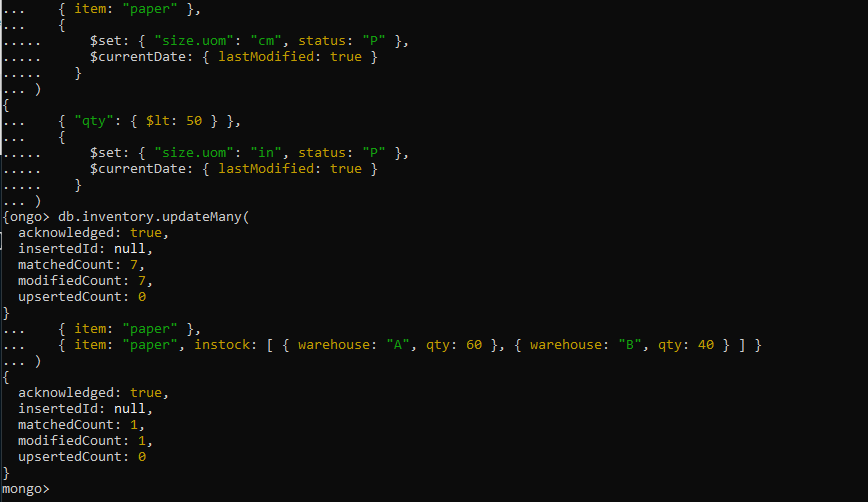 ...    { item: "paper" },
...    {
.....      $set: { "size.uom": "cm", status: "P" },
.....      $currentDate: { lastModified: true }
.....    }
... )
{
...    { "qty": { $lt: 50 } },
...    {
.....      $set: { "size.uom": "in", status: "P" },
.....      $currentDate: { lastModified: true }
.....    }
... )
{ongo> db.inventory.updateMany(
  acknowledged: true,
  insertedId: null,
  matchedCount: 7,
  modifiedCount: 7,
  upsertedCount: 0
}
...    { item: "paper" },
...    { item: "paper", instock: [ { warehouse: "A", qty: 60 }, { warehouse: "B", qty: 40 } ] }
... )
{
  acknowledged: true,
  insertedId: null,
  matchedCount: 1,
  modifiedCount: 1,
  upsertedCount: 0
}
mongo>